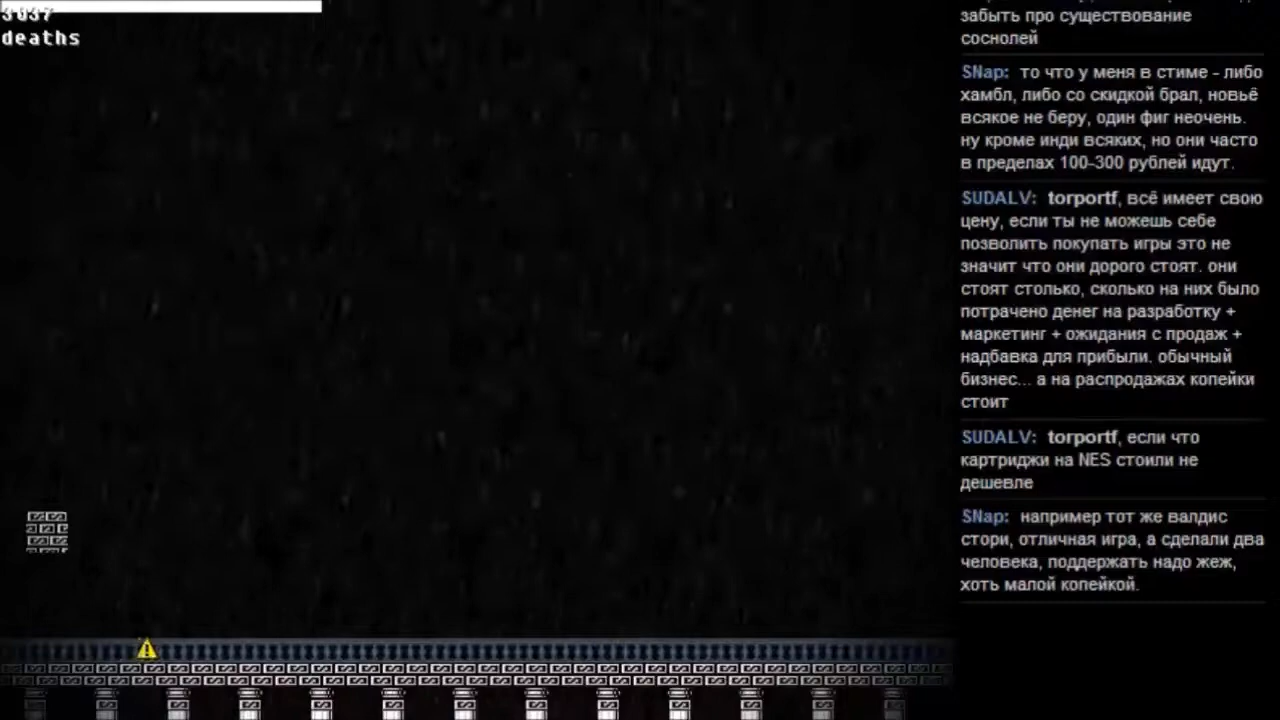 3037
deaths
забыть про существование
соснолей
SNap: то что у меня в стиме - либо
хамбл, либо со скидкой брал, новьё
всякое не беру, один фиг неочень.
ну кроме инди всяких, но они часто
в пределах 100-300 рублей идут.
SUDALV: torportf, всё имеет свою
цену, если ты не можешь себе
позволить покупать игры это не
значит что они дорого стоят. они
стоят столько, сколько на них было
потрачено денег на разработку +
маркетинг + ожидания с продаж +
надбавка для прибыли. обычный
бизнес... а на распродажах копейки
стоит
SUDALV: torportf, если что
картриджи на NES стоили не
дешевле
SNap: например тот же валдис
стори, отличная игра, а сделали два
человека, поддержать надо жеж,
хоть малой копейкой.